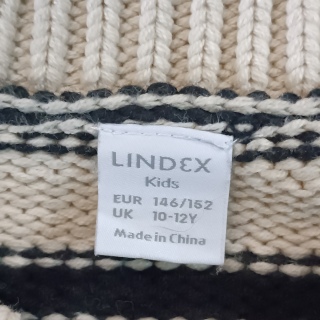 LINDEX
Kids
EUR 146/152
UK 10-12Y
Made in China